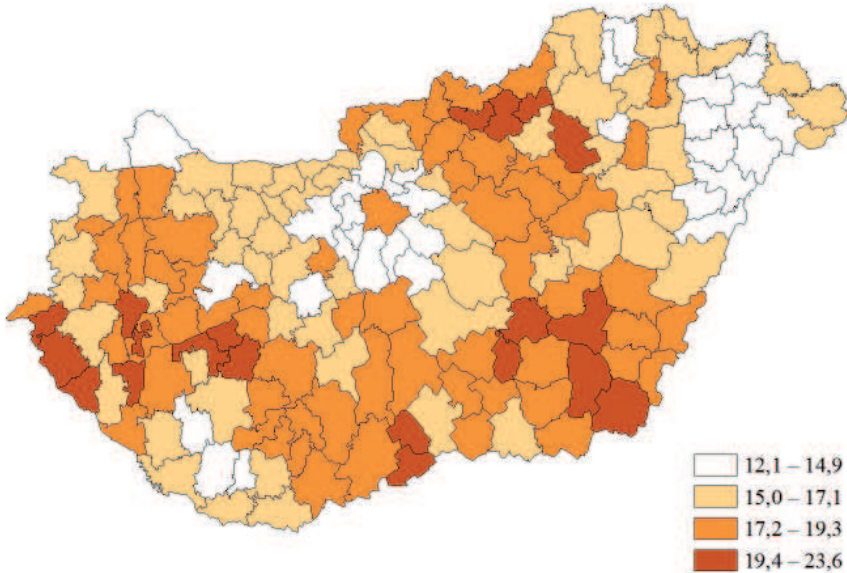 12,1 – 14,9
15,0 – 17,1
17,2 – 19,3
19,4 – 23,6